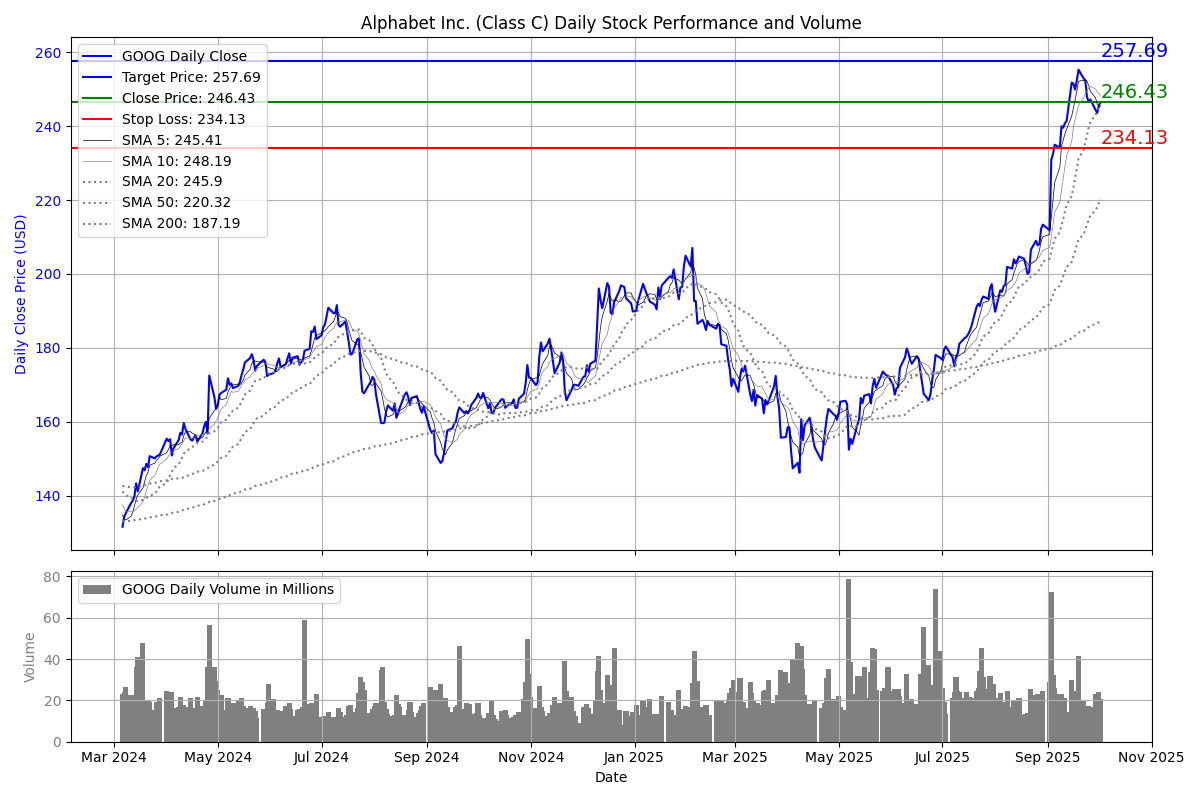 Alphabet Inc. (Class C) Daily Stock Performance and Volume
Daily Close Price (USD)
260
240
220
200
180
160
140
GOOG Daily Close
Target Price: 257.69
Close Price: 246.43
Stop Loss: 234.13
SMA 5: 245.41
SMA 10: 248.19
SMA 20: 245.9
SMA 50: 220.32
SMA 200: 187.19
257.69
246.43
234.13
Volume
80
60
40
20
0
GOOG Daily Volume in Millions
Mar 2024 May 2024 Jul 2024 Sep 2024 Nov 2024 Jan 2025 Mar 2025 May 2025 Jul 2025 Sep 2025 Nov 2025
Date